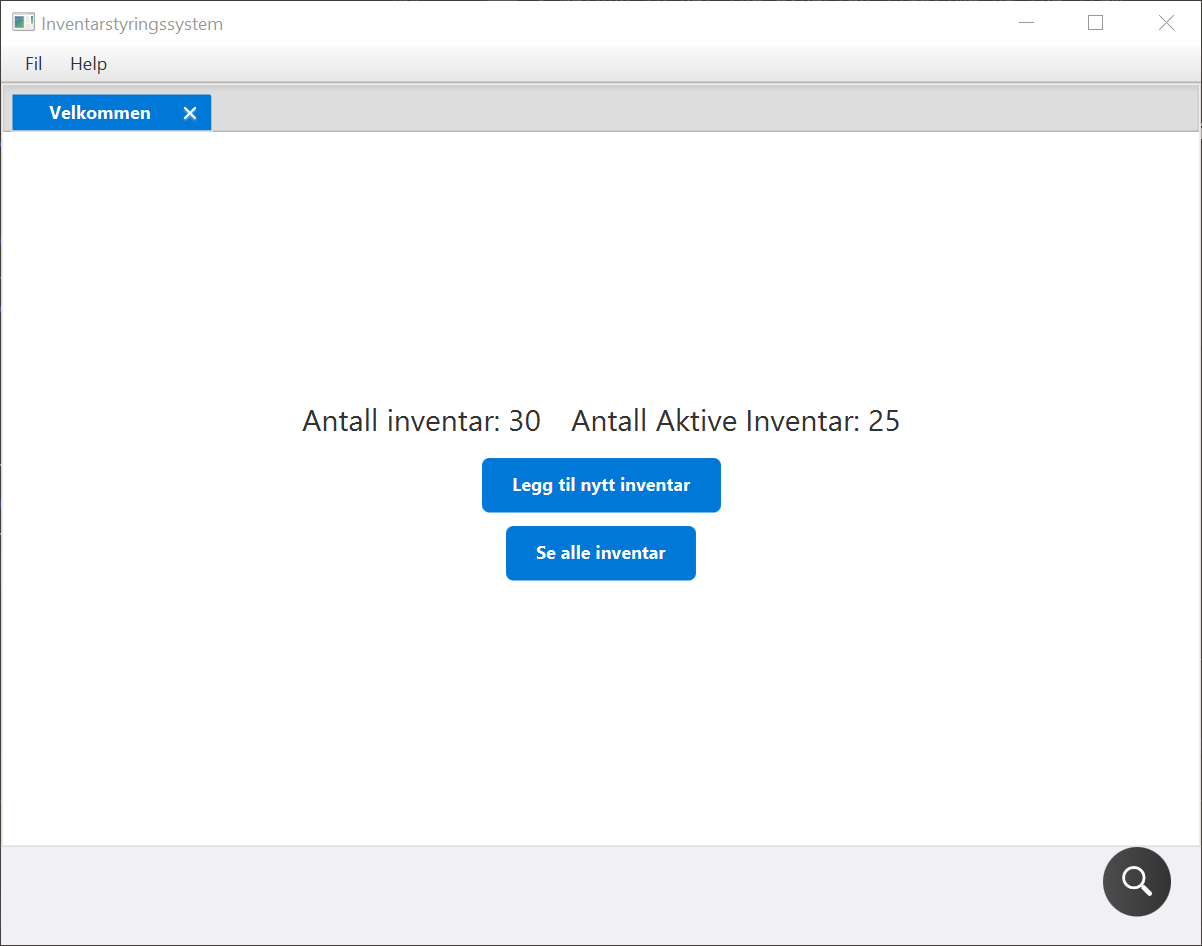 Inventarstyringssystem
Fil Help
Velkommen
Antall inventar: 30 Antall Aktive Inventar: 25
Legg til nytt inventar
Se alle inventar